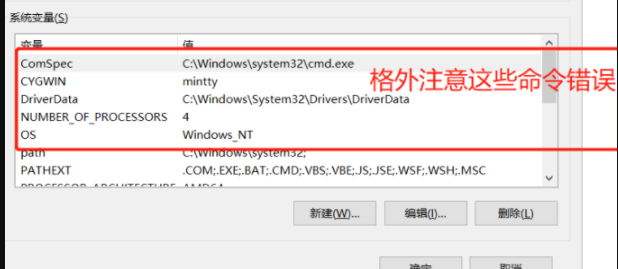 系统变量(S)
变量 值
ComSpec C:\Windows\system32\cmd.exe
CYGWIN mintty
DriverData C:\Windows\System32\Drivers\DriverData
NUMBER_OF_PROCESSORS 4
OS Windows_NT
格外注意这些命令错误
path C:\Windows\system32;
PATHEXT .COM;.EXE;.BAT;.CMD;.VBS;.VBE;.JS;.JSE;.WSF;.WSH;.MSC
PROCESSOR_ARCHITECTURE AMD64
新建(W)... 编辑(I)... 删除(L)
确定 取消